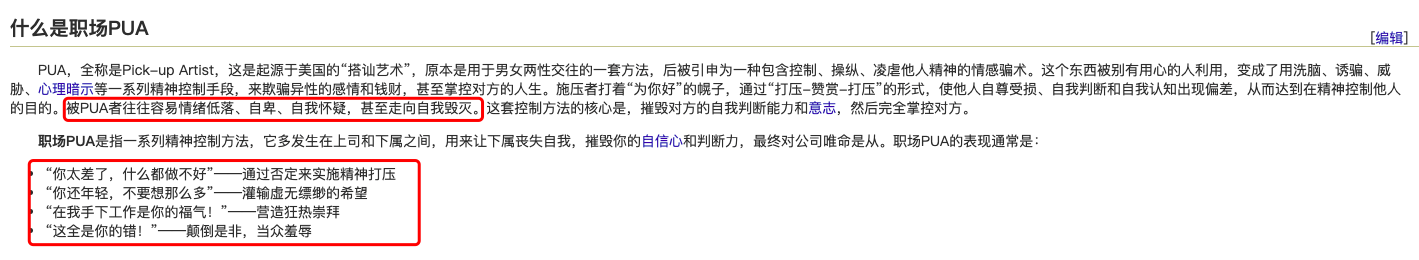 什么是职场PUA
[编辑]
PUA，全称是Pick-up Artist，这是起源于美国的“搭讪艺术”，原本是用于男女两性交往的一套方法，后被引申为一种包含控制、操纵、凌虐他人精神的情感骗术。这个东西被别有用心的人利用，变成了用洗脑、诱骗、威
胁、心理暗示等一系列精神控制手段，来欺骗异性的感情和钱财，甚至掌控对方的人生。施压者打着“为你好”的幌子，通过“打压-赞赏-打压”的形式，使他人自尊受损、自我判断和自我认知出现偏差，从而达到在精神控制他人
的目的。被PUA者往往容易情绪低落、自卑、自我怀疑，甚至走向自我毁灭。这套控制方法的核心是，摧毁对方的自我判断能力和意志，然后完全掌控对方。
职场PUA是指一系列精神控制方法，它多发生在上司和下属之间，用来让下属丧失自我，摧毁你的自信心和判断力，最终对公司唯命是从。职场PUA的表现通常是：
“你太差了，什么都做不好”——通过否定来实施精神打压
“你还年轻，不要想那么多”——灌输虚无缥缈的希望
“在我手下工作是你的福气！”——营造狂热崇拜
“这全是你的错！”——颠倒是非，当众羞辱